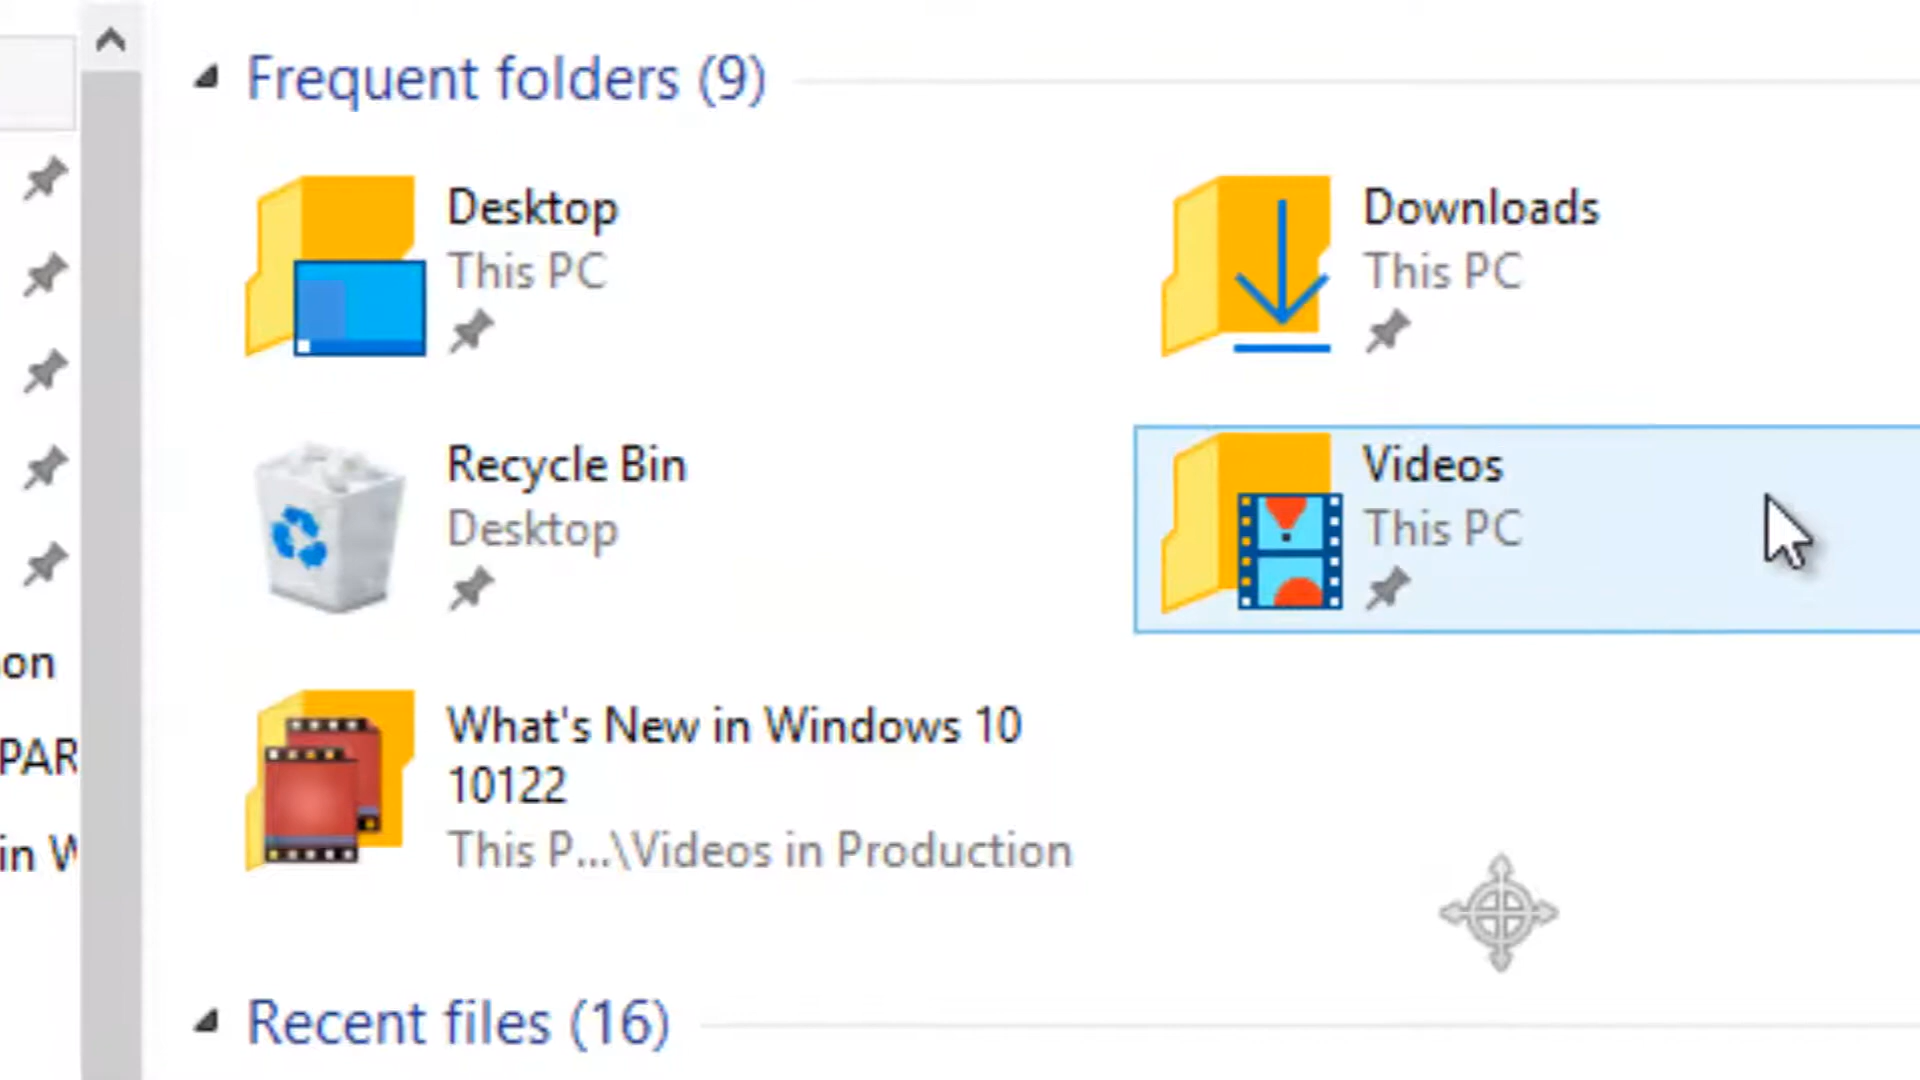 Frequent folders (9)
Desktop
This PC
Downloads
This PC
Recycle Bin
Desktop
Videos
This PC
on
What's New in Windows 10
10122
PAR
This P...\Videos in Production
in W
Recent files (16)